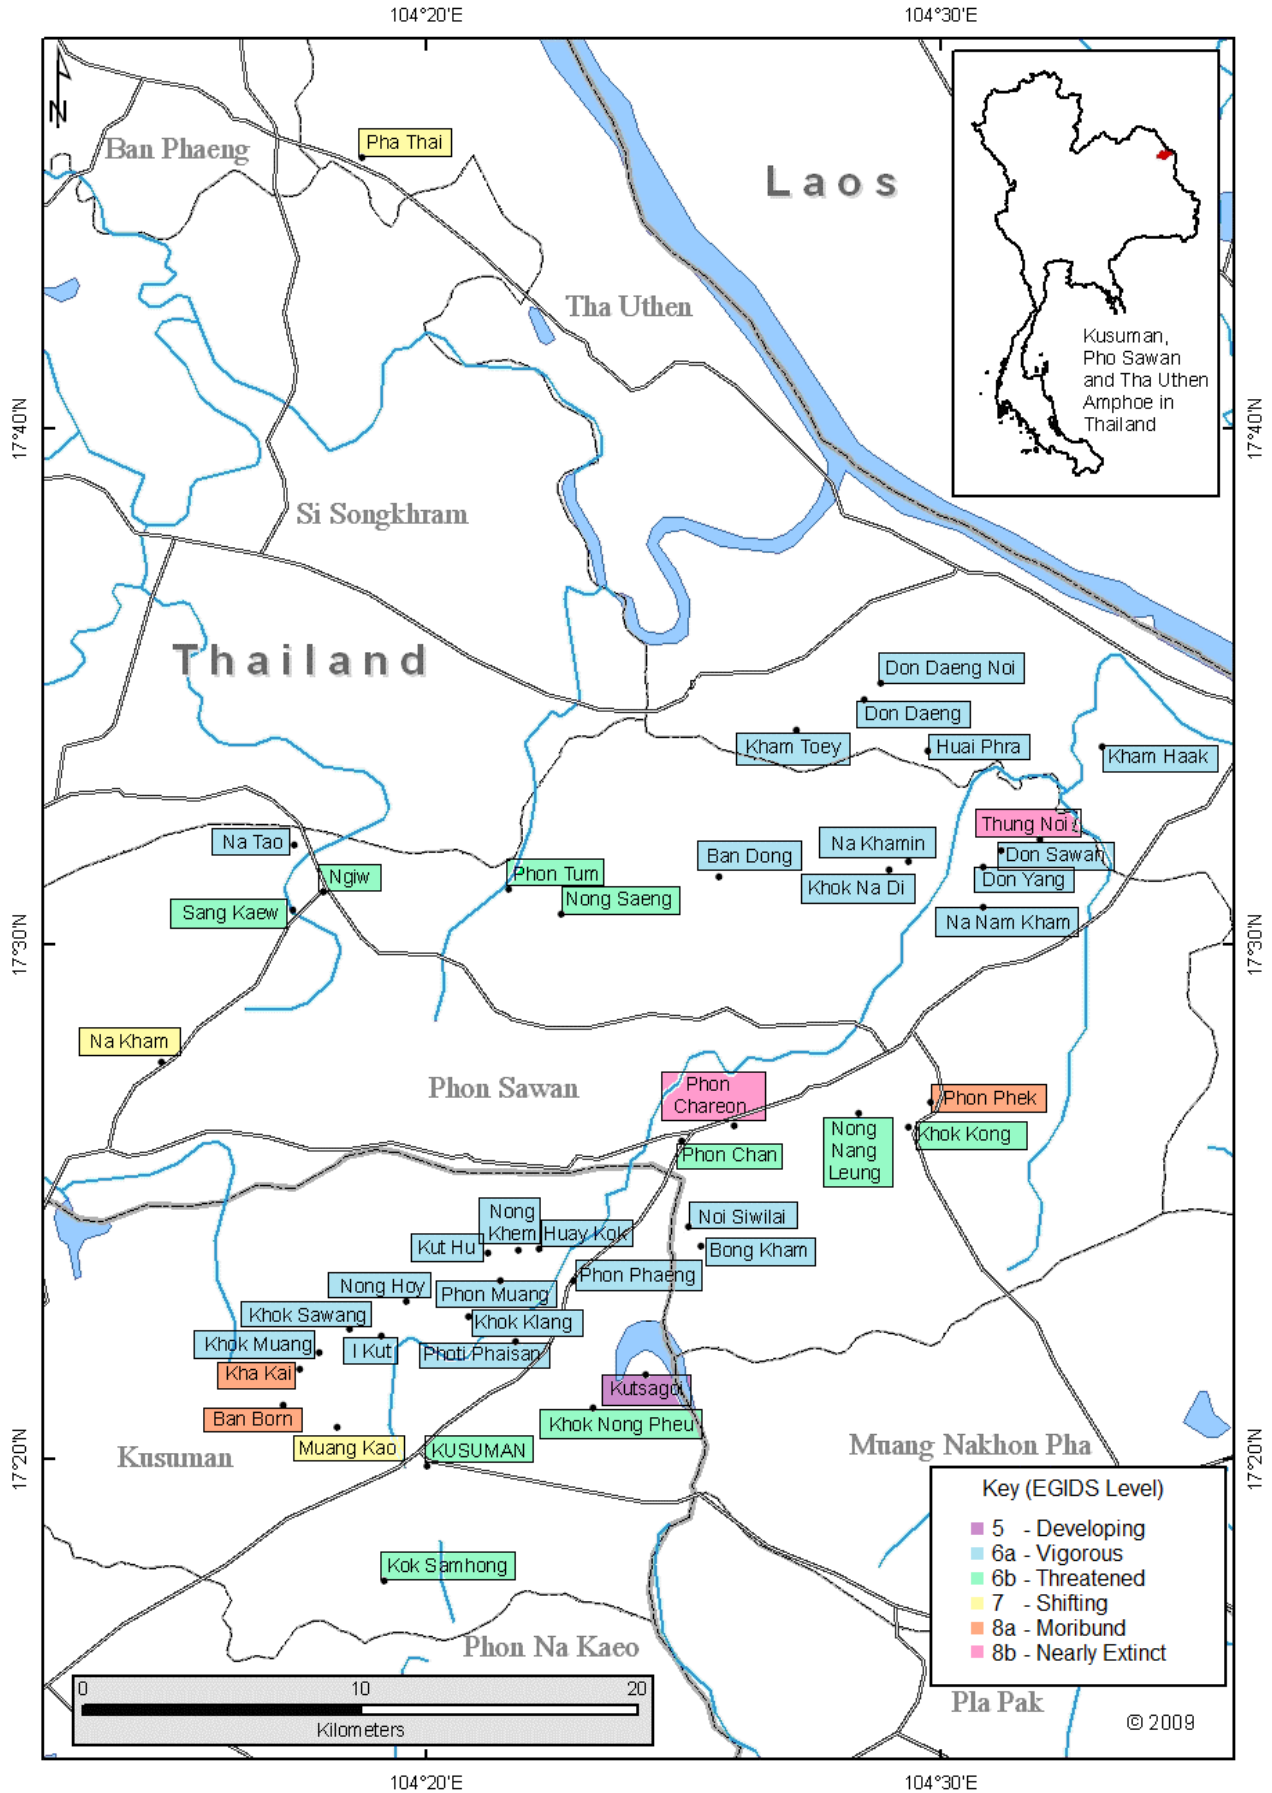 104°20'E
104°30'E
N
Ban Phaeng
Pha Thai
Laos
Tha Uthen
Kusuman,
Pho Sawan
and Tha Uthen
Amphoe in
Thailand
17°40'N
17°40'N
Si Songkhram
Thailand
Don Daeng Noi
Don Daeng
Kham Toey
Huai Phra
Kham Haak
Thung Noi
Na Tao
Ban Dong
Na Khamin
Don Sawan
Ngiw
Phon Tum
Khok Na Di
Don Yang
Nong Saeng
Sang Kaew
Na Nam Kham
17°30'N
17°30'N
Na Kham
Phon Sawan
Phon
Chareon
Phon Phek
Nong
Nang
Leung
Khok Kong
Phon Chan
Nong
Khem
Noi Siwilai
Huay Kok
Kut Hu
Bong Kham
Phon Phaeng
Nong Hoy
Phon Muang
Khok Sawang
Khok Klang
Khok Muang
I Kut
Photi Phaisan
Kha Kai
Kutsagoi
Ban Born
Khok Nong Pheu
Muang Kao
KUSUMAN
Kusuman
Muang Nakhon Pha
17°20'N
17°20'N
Key (EGIDS Level)
5 - Developing
6a - Vigorous
6b - Threatened
7 - Shifting
8a - Moribund
8b - Nearly Extinct
Kok Samhong
Phon Na Kaeo
0 10 20
Kilometers
Pla Pak
© 2009
104°20'E
104°30'E